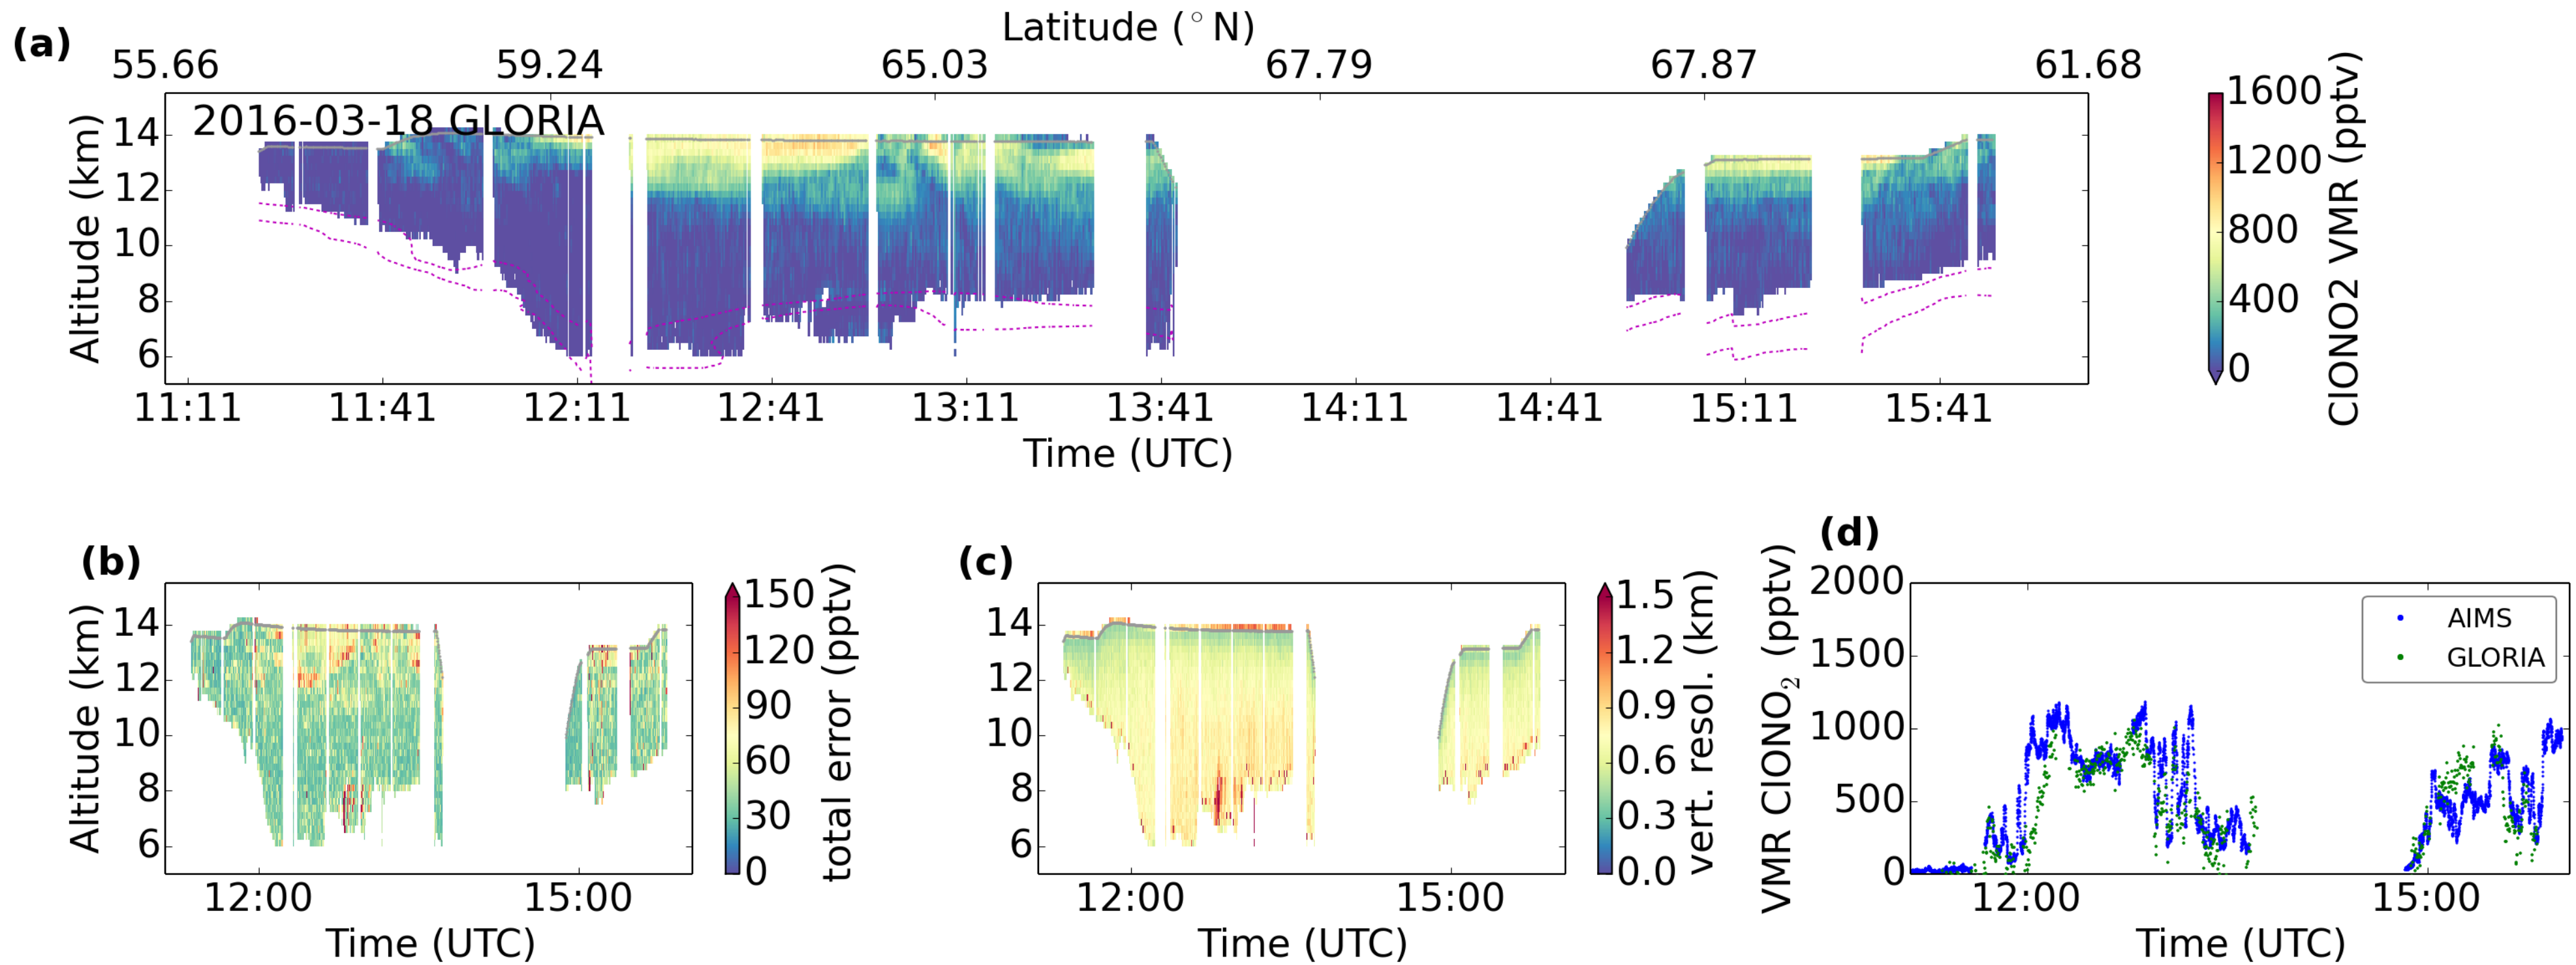 (a)
Latitude (°N)
55.66 59.24 65.03 67.79 67.87 61.68
2016-03-18 GLORIA
14
12
10
8
6
Altitude (km)
11:11 11:41 12:11 12:41 13:11 13:41 14:11 14:41 15:11 15:41
Time (UTC)
1600
1200
800
400
0
ClONO2 VMR (pptv)
(b)
14
12
10
8
6
Altitude (km)
12:00 15:00
Time (UTC)
150
120
90
60
30
0
total error (pptv)
(c)
14
12
10
8
6
12:00 15:00
Time (UTC)
1.5
1.2
0.9
0.6
0.3
0.0
vert. resol. (km)
(d)
2000
1500
1000
500
0
VMR ClONO₂ (pptv)
AIMS
GLORIA
12:00 15:00
Time (UTC)